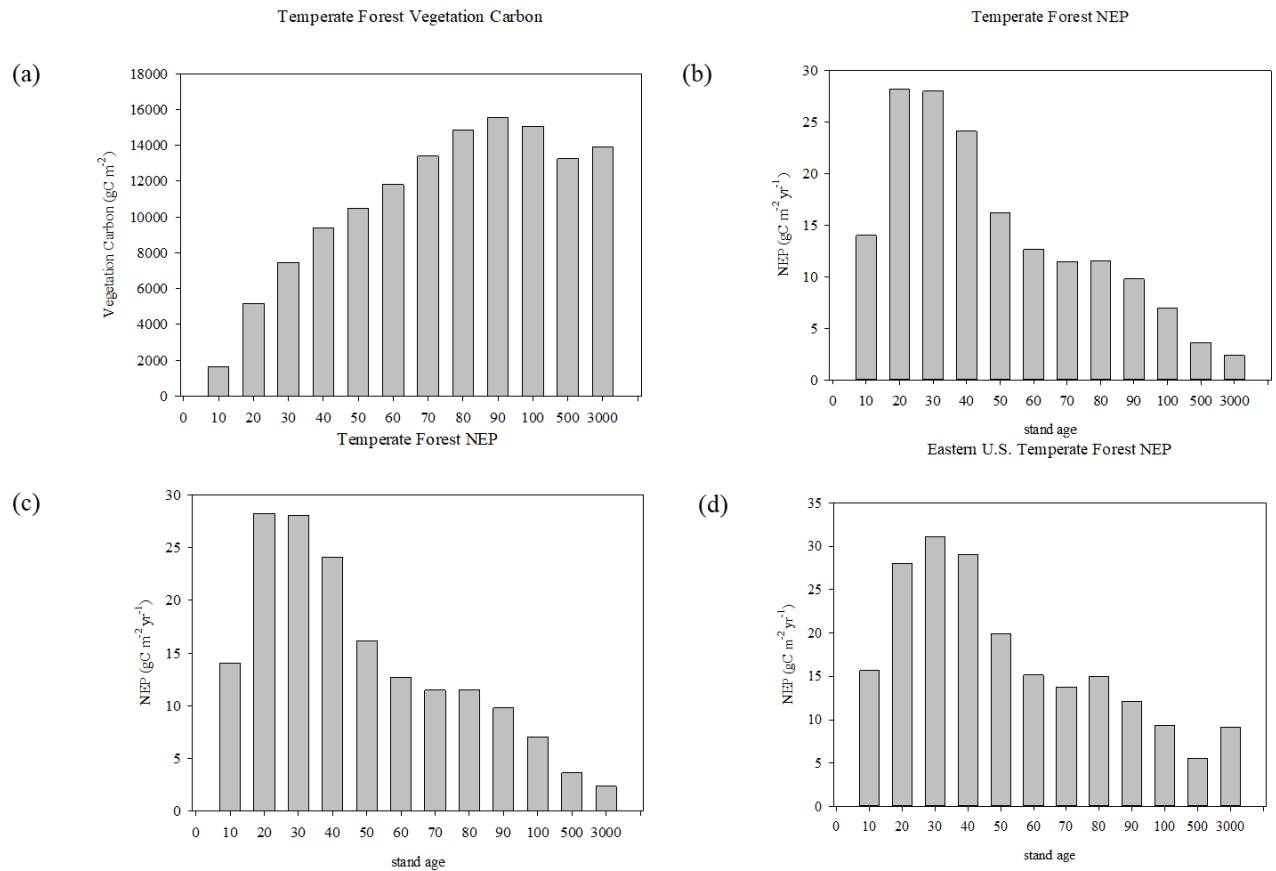 Temperate Forest Vegetation Carbon
(a)
Vegetation Carbon (gC m-2)
18000
16000
14000
12000
10000
8000
6000
4000
2000
0
0 10 20 30 40 50 60 70 80 90 100 500 3000
Temperate Forest NEP
(b)
NEP (gC m-2 yr-1)
30
25
20
15
10
5
0
0 10 20 30 40 50 60 70 80 90 100 500 3000
stand age
Temperate Forest NEP
(c)
NEP (gC m-2 yr-1)
30
25
20
15
10
5
0
0 10 20 30 40 50 60 70 80 90 100 500 3000
stand age
Eastern U.S. Temperate Forest NEP
(d)
NEP (gC m-2 yr-1)
35
30
25
20
15
10
5
0
0 10 20 30 40 50 60 70 80 90 100 500 3000
stand age